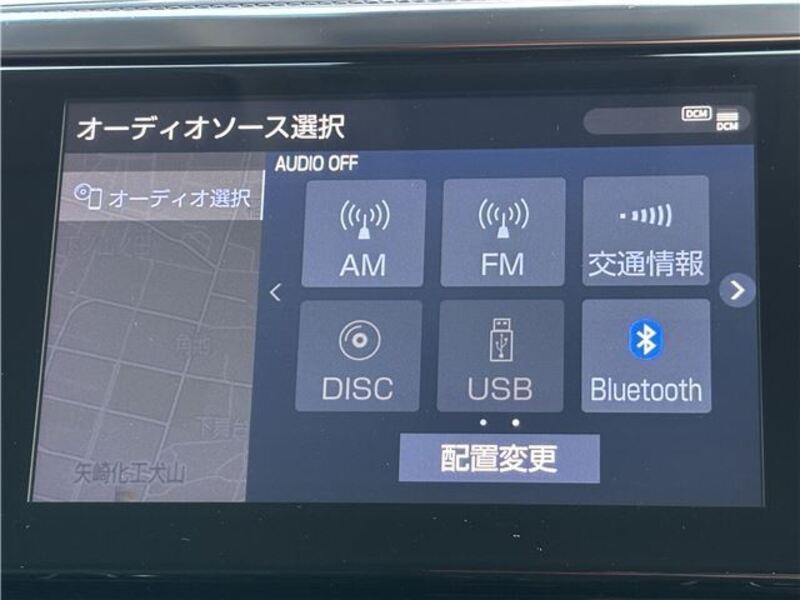 オーディオソース選択
DCM
DCM
AUDIO OFF
オーディオ選択
AM
FM
交通情報
DISC
USB
Bluetooth
配置変更
矢崎化工犬山